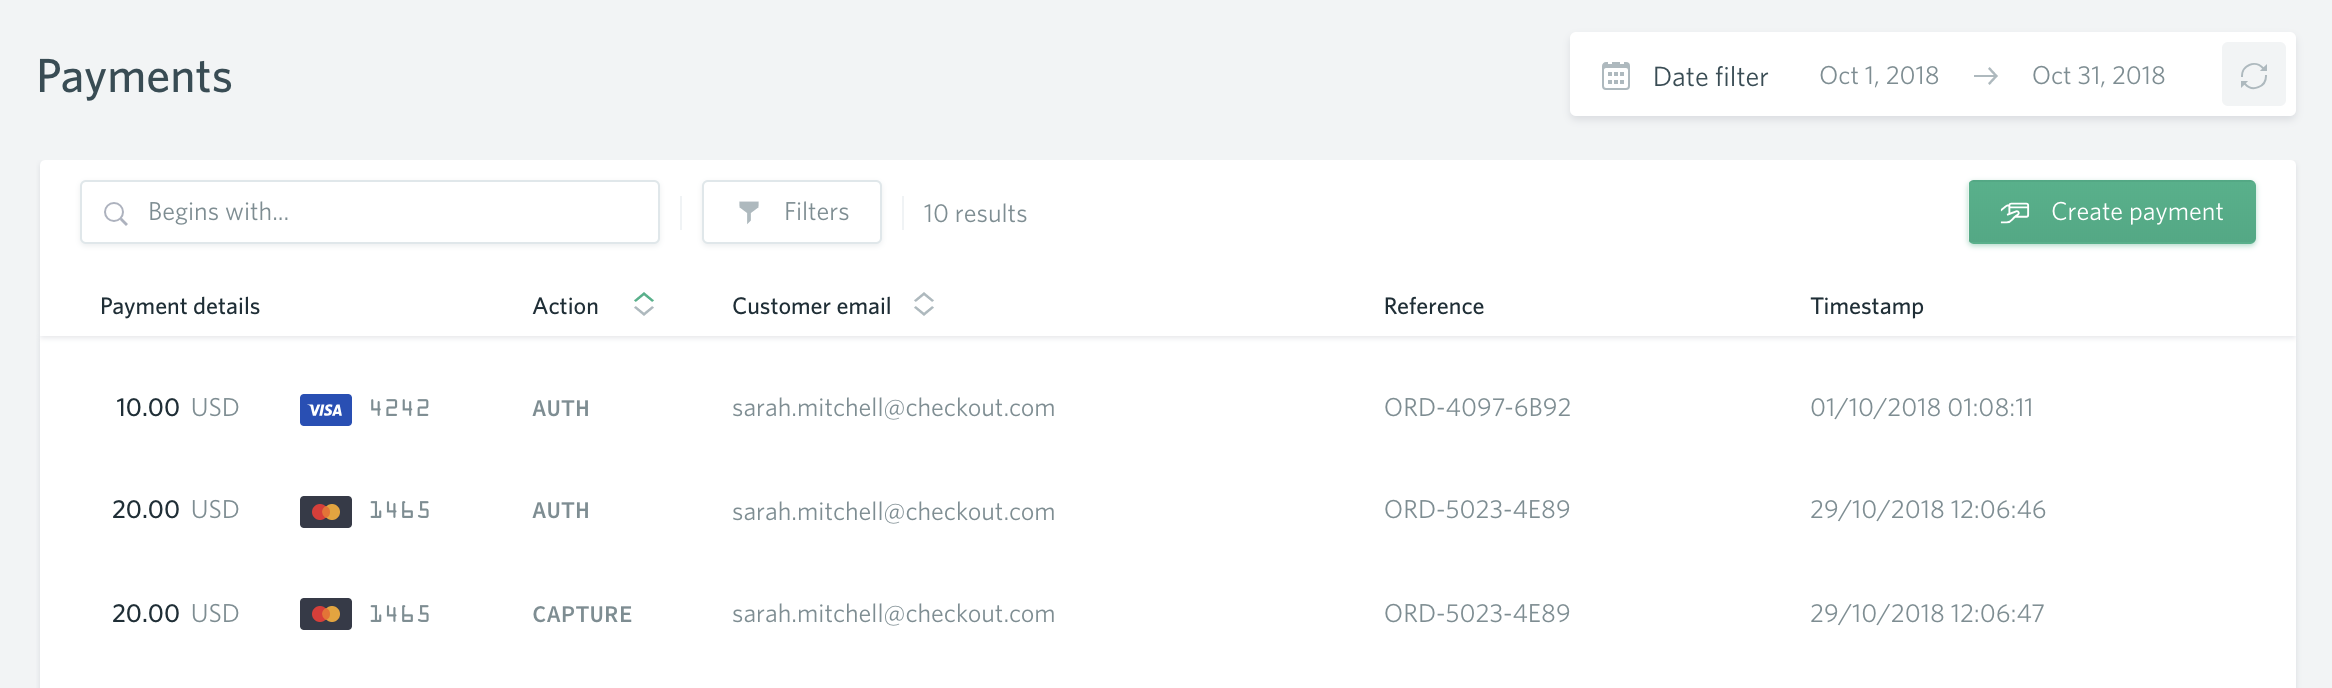 Payments
Date filter Oct 1, 2018 → Oct 31, 2018
Begins with... Filters 10 results Create payment
Payment details Action Customer email Reference Timestamp
10.00 USD VISA 4242 AUTH sarah.mitchell@checkout.com ORD-4097-6B92 01/10/2018 01:08:11
20.00 USD 1465 AUTH sarah.mitchell@checkout.com ORD-5023-4E89 29/10/2018 12:06:46
20.00 USD 1465 CAPTURE sarah.mitchell@checkout.com ORD-5023-4E89 29/10/2018 12:06:47